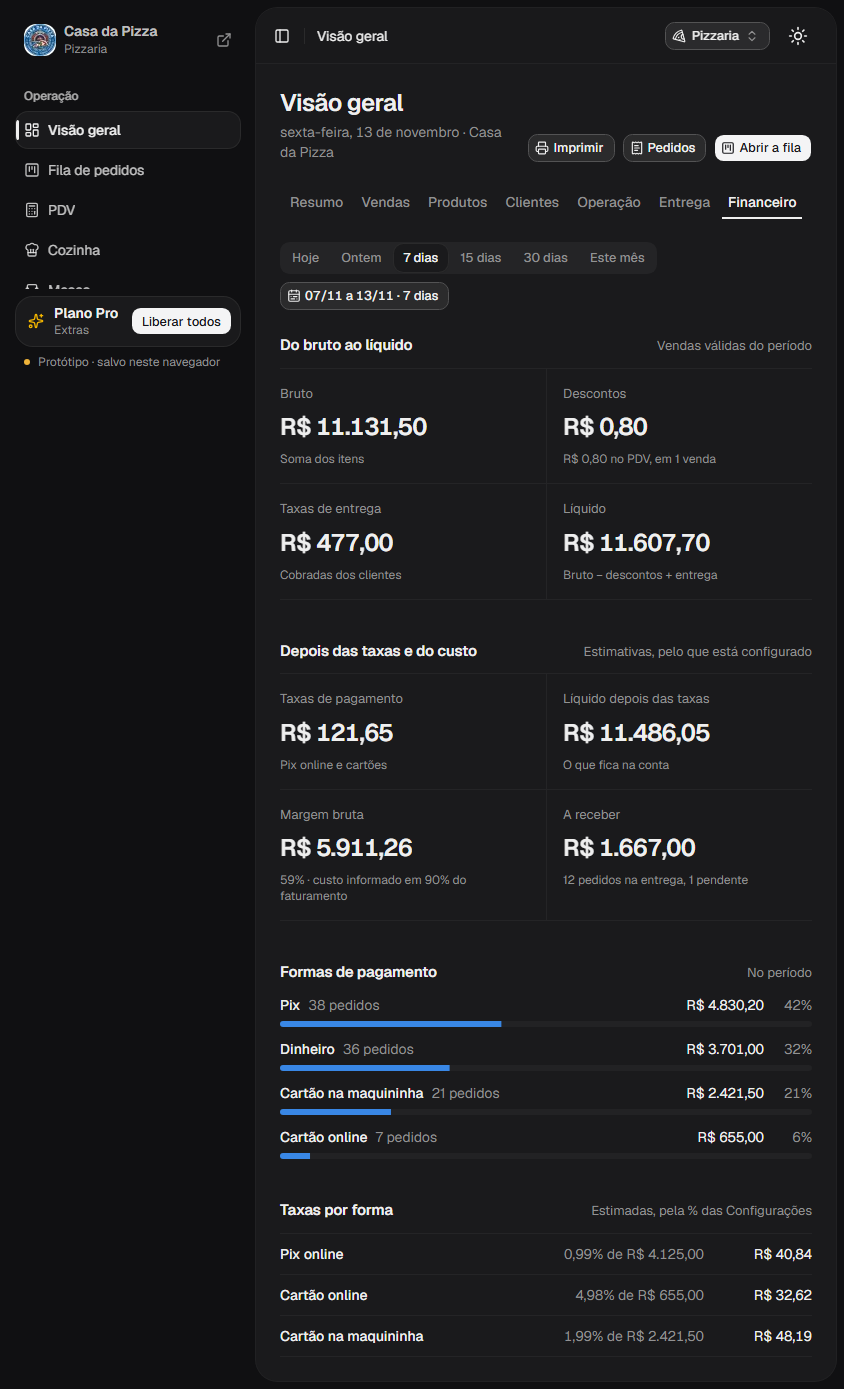 Casa da Pizza
Pizzaria
Operação
Visão geral
Fila de pedidos
PDV
Cozinha
Plano Pro
Extras
Liberar todos
Protótipo · salvo neste navegador
Visão geral
Pizzaria
Visão geral
sexta-feira, 13 de novembro · Casa
da Pizza
Imprimir
Pedidos
Abrir a fila
Resumo Vendas Produtos Clientes Operação Entrega Financeiro
Hoje Ontem 7 dias 15 dias 30 dias Este mês
07/11 a 13/11 · 7 dias
Do bruto ao líquido
Vendas válidas do período
Bruto
R$ 11.131,50
Soma dos itens
Descontos
R$ 0,80
R$ 0,80 no PDV, em 1 venda
Taxas de entrega
R$ 477,00
Cobradas dos clientes
Líquido
R$ 11.607,70
Bruto − descontos + entrega
Depois das taxas e do custo
Estimativas, pelo que está configurado
Taxas de pagamento
R$ 121,65
Pix online e cartões
Líquido depois das taxas
R$ 11.486,05
O que fica na conta
Margem bruta
R$ 5.911,26
59% · custo informado em 90% do
faturamento
A receber
R$ 1.667,00
12 pedidos na entrega, 1 pendente
Formas de pagamento
No período
Pix 38 pedidos R$ 4.830,20 42%
Dinheiro 36 pedidos R$ 3.701,00 32%
Cartão na maquininha 21 pedidos R$ 2.421,50 21%
Cartão online 7 pedidos R$ 655,00 6%
Taxas por forma
Estimadas, pela % das Configurações
Pix online 0,99% de R$ 4.125,00 R$ 40,84
Cartão online 4,98% de R$ 655,00 R$ 32,62
Cartão na maquininha 1,99% de R$ 2.421,50 R$ 48,19